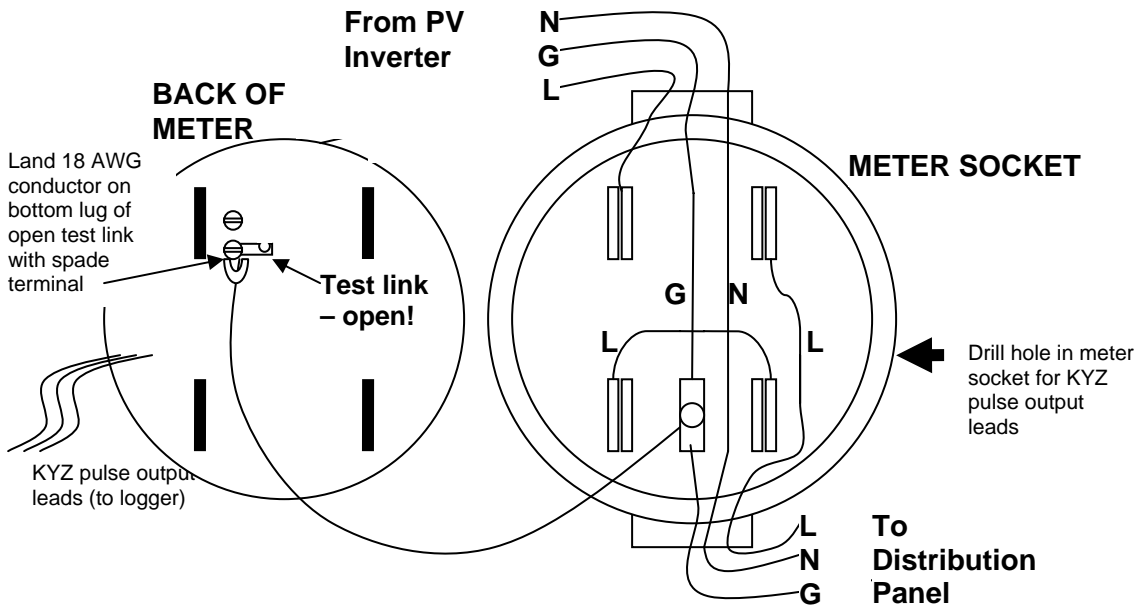 From PV
Inverter
N
G
L
BACK OF
METER
Land 18 AWG
conductor on
bottom lug of
open test link
with spade
terminal
Test link
– open!
METER SOCKET
G
N
L
L
Drill hole in meter
socket for KYZ
pulse output
leads
KYZ pulse output
leads (to logger)
L
N
G
To
Distribution
Panel